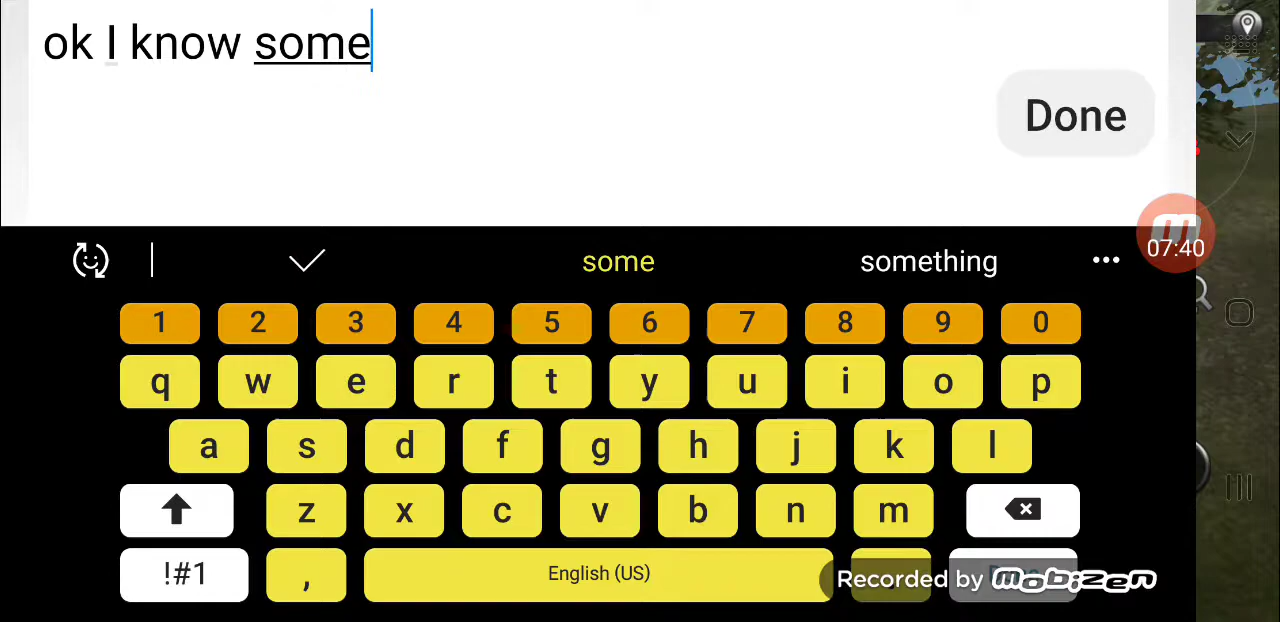 ok I know some
Done
07:40
some something
1 2 3 4 5 6 7 8 9 0
q w e r t y u i o p
a s d f g h j k l
z x c v b n m
!#1 , English (US)
Recorded by mobizen